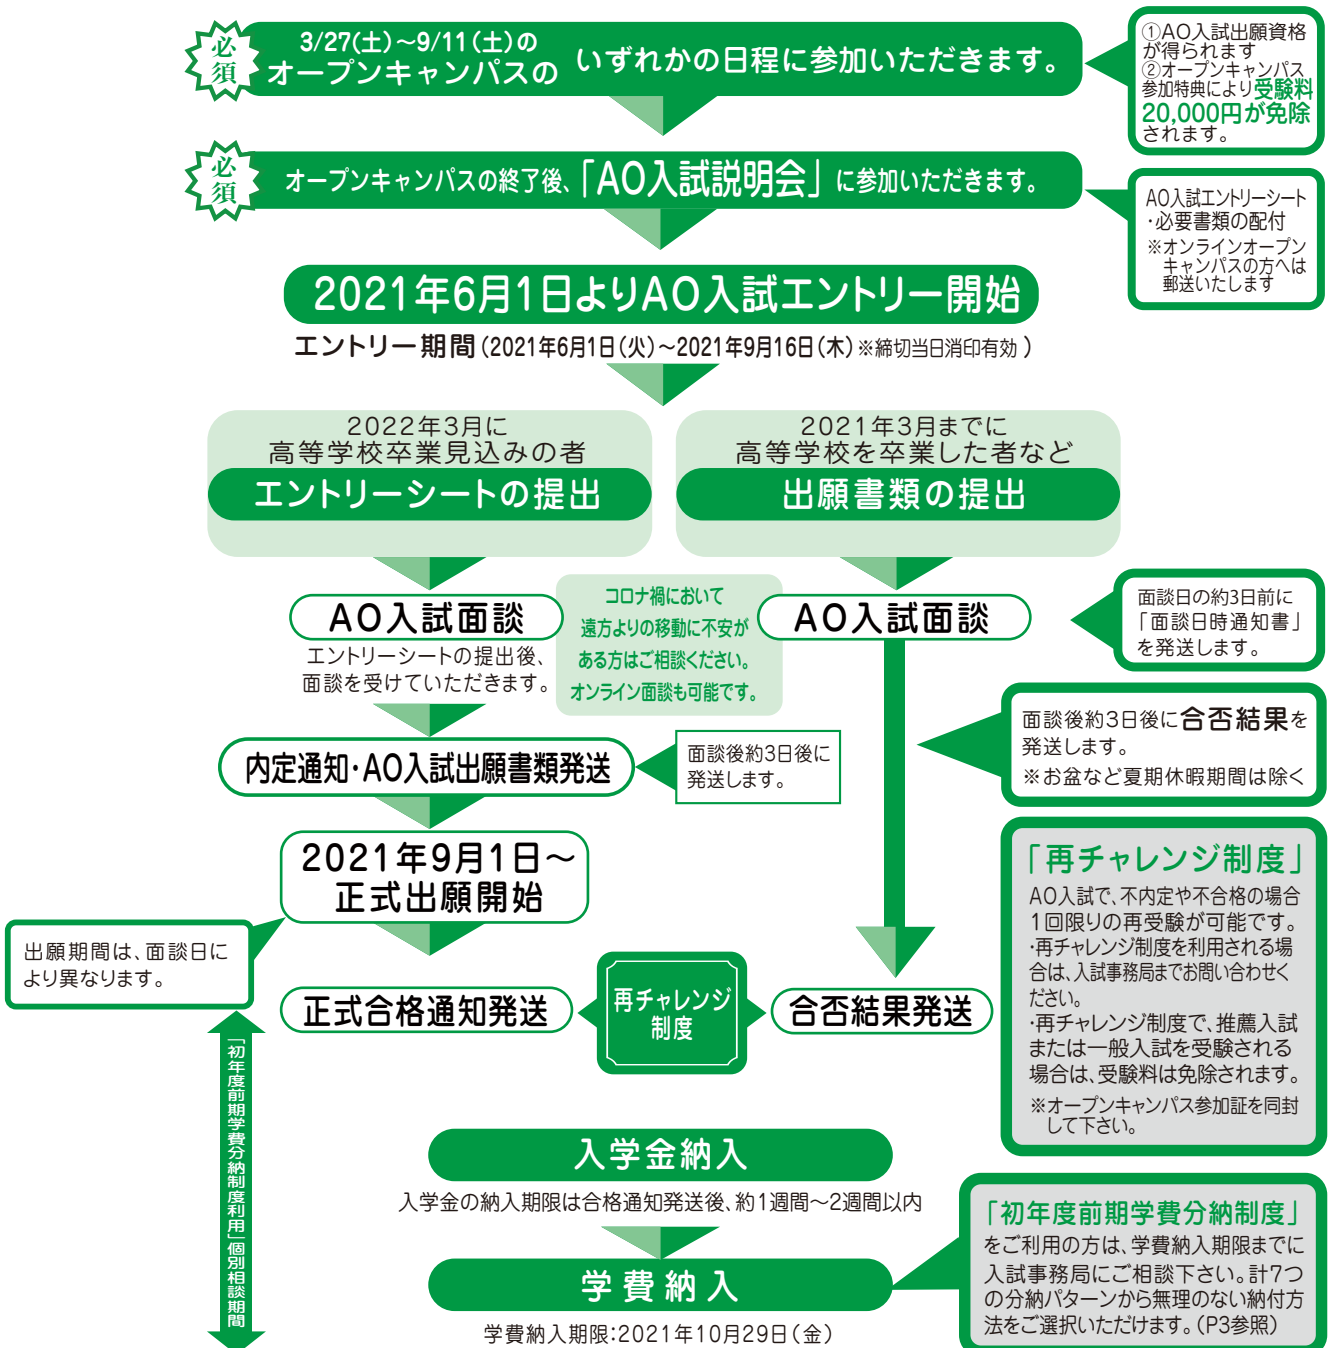 必須
3/27(土)～9/11(土)の
オープンキャンパスの
いずれかの日程に参加いただきます。
①AO入試出願資格
が得られます
②オープンキャンパス
参加特典により受験料
20,000円が免除
されます。
必須
オープンキャンパスの終了後、「AO入試説明会」に参加いただきます。
AO入試エントリーシート
・必要書類の配付
※オンラインオープン
キャンパスの方へは
郵送いたします
2021年6月1日よりAO入試エントリー開始
エントリー期間(2021年6月1日(火)～2021年9月16日(木)※締切当日消印有効)
2022年3月に
高等学校卒業見込みの者
エントリーシートの提出
2021年3月までに
高等学校を卒業した者など
出願書類の提出
AO入試面談
エントリーシートの提出後、
面談を受けていただきます。
コロナ禍において
遠方よりの移動に不安が
ある方はご相談ください。
オンライン面談も可能です。
AO入試面談
面談日の約3日前に
「面談日時通知書」
を発送します。
内定通知・AO入試出願書類発送
面談後約3日後に
発送します。
面談後約3日後に合否結果を
発送します。
※お盆など夏期休暇期間は除く
2021年9月1日～
正式出願開始
出願期間は、面談日に
より異なります。
正式合格通知発送
再チャレンジ
制度
合否結果発送
「再チャレンジ制度」
AO入試で、不内定や不合格の場合
1回限りの再受験が可能です。
・再チャレンジ制度を利用される場
合は、入試事務局までお問い合わせく
ださい。
・再チャレンジ制度で、推薦入試
または一般入試を受験される
場合は、受験料は免除されます。
※オープンキャンパス参加証を同封
して下さい。
「初年度前期学費分納制度利用」個別相談期間
入学金納入
入学金の納入期限は合格通知発送後、約1週間～2週間以内
学費納入
学費納入期限:2021年10月29日(金)
「初年度前期学費分納制度」
をご利用の方は、学費納入期限までに
入試事務局にご相談下さい。計7つ
の分納パターンから無理のない納付方
法をご選択いただけます。(P3参照)